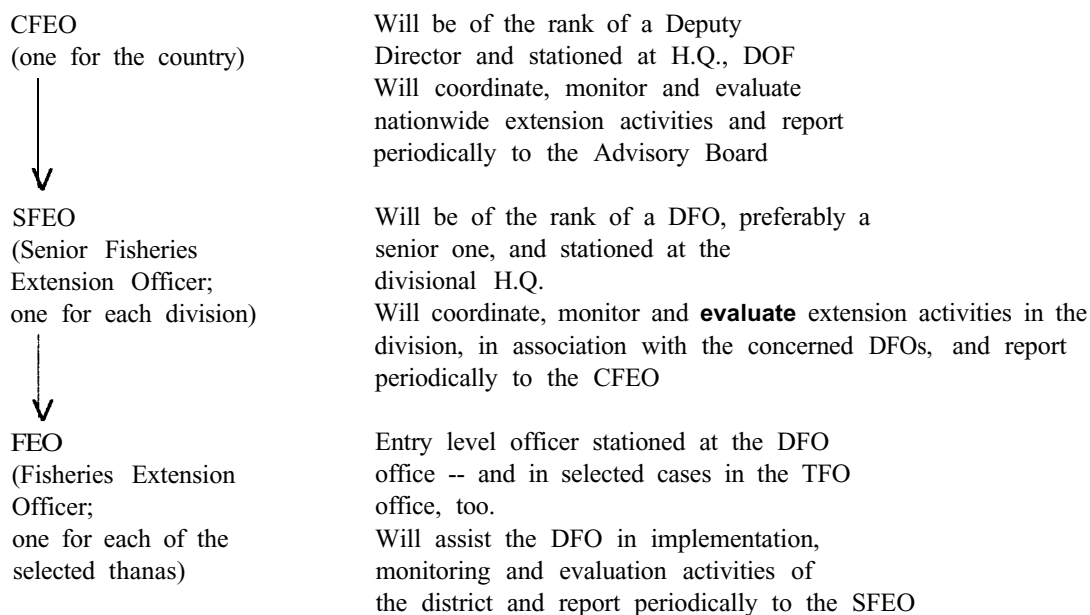 CFEO
(one for the country)
Will be of the rank of a Deputy
Director and stationed at H.Q., DOF
Will coordinate, monitor and evaluate
nationwide extension activities and report
periodically to the Advisory Board
SFEO
(Senior Fisheries
Extension Officer;
one for each division)
Will be of the rank of a DFO, preferably a
senior one, and stationed at the
divisional H.Q.
Will coordinate, monitor and evaluate extension activities in the
division, in association with the concerned DFOs, and report
periodically to the CFEO
FEO
(Fisheries Extension
Officer;
one for each of the
selected thanas)
Entry level officer stationed at the DFO
office -- and in selected cases in the TFO
office, too.
Will assist the DFO in implementation,
monitoring and evaluation activities of
the district and report periodically to the SFEO